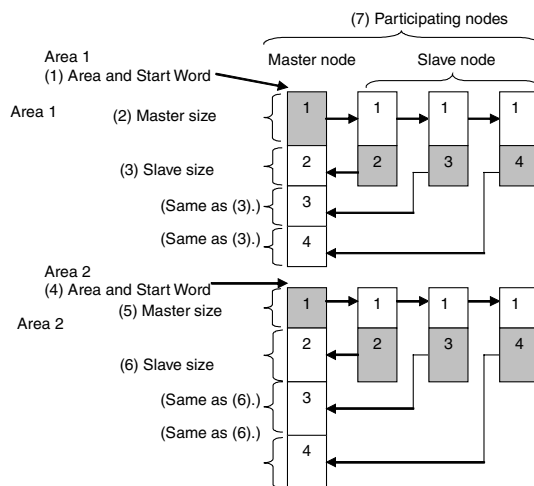 (7) Participating nodes
Master node
Slave node
Area 1
(1) Area and Start Word
Area 1
(2) Master size
1 1 1 1
(3) Slave size
2 2 3 4
(Same as (3).)
3
(Same as (3).)
4
Area 2
(4) Area and Start Word
(5) Master size
1 1 1 1
Area 2
(6) Slave size
2 2 3 4
(Same as (6).)
3
(Same as (6).)
4